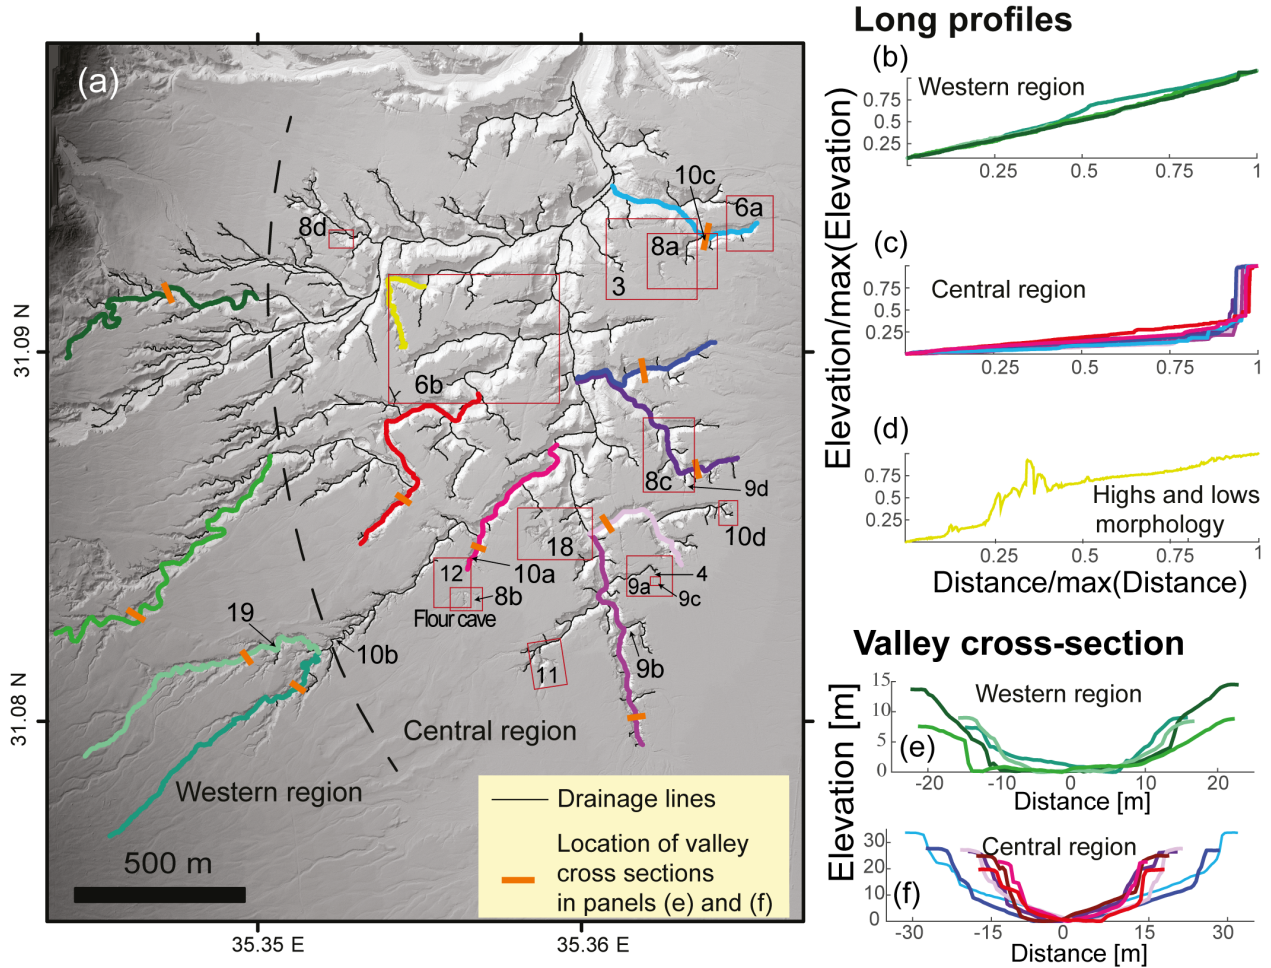 (a)
10c
6a
8d
8a
3
31.09 N
6b
8c
9d
10d
18
12
10a
4
9a
9c
8b
Flour cave
19
10b
9b
11
31.08 N
Central region
Western region
500 m
Drainage lines
Location of valley
cross sections
in panels (e) and (f)
35.35 E
35.36 E
Long profiles
(b)
Western region
0.75
0.5
0.25
0.25
0.5
0.75
1
(c)
Central region
0.75
0.5
0.25
0.25
0.5
0.75
1
(d)
Highs and lows
morphology
0.75
0.5
0.25
0.25
0.5
0.75
1
Elevation/max(Elevation)
Distance/max(Distance)
Valley cross-section
Western region
(e)
15
10
5
0
-20
-10
0
10
20
Distance [m]
Central region
(f)
30
20
10
0
-30
-15
0
15
30
Distance [m]
Elevation [m]